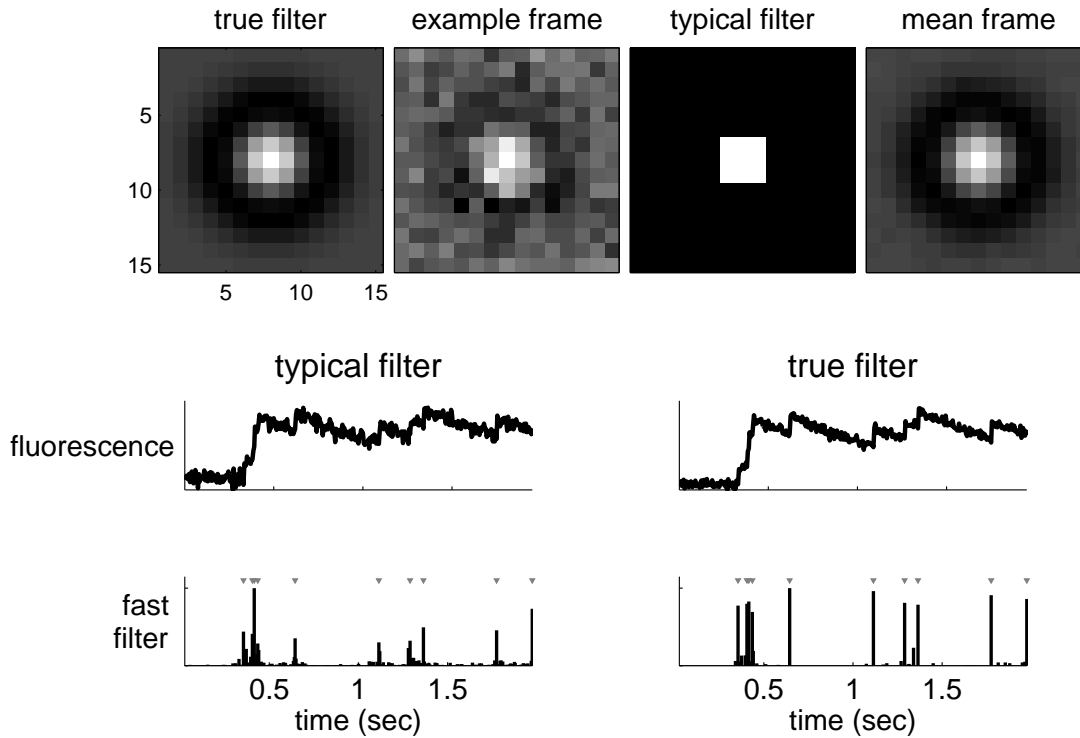 true filter
example frame
typical filter
mean frame
5
10
15
5
10
15
typical filter
true filter
fluorescence
fast
filter
0.5
1
1.5
0.5
1
1.5
time (sec)
time (sec)